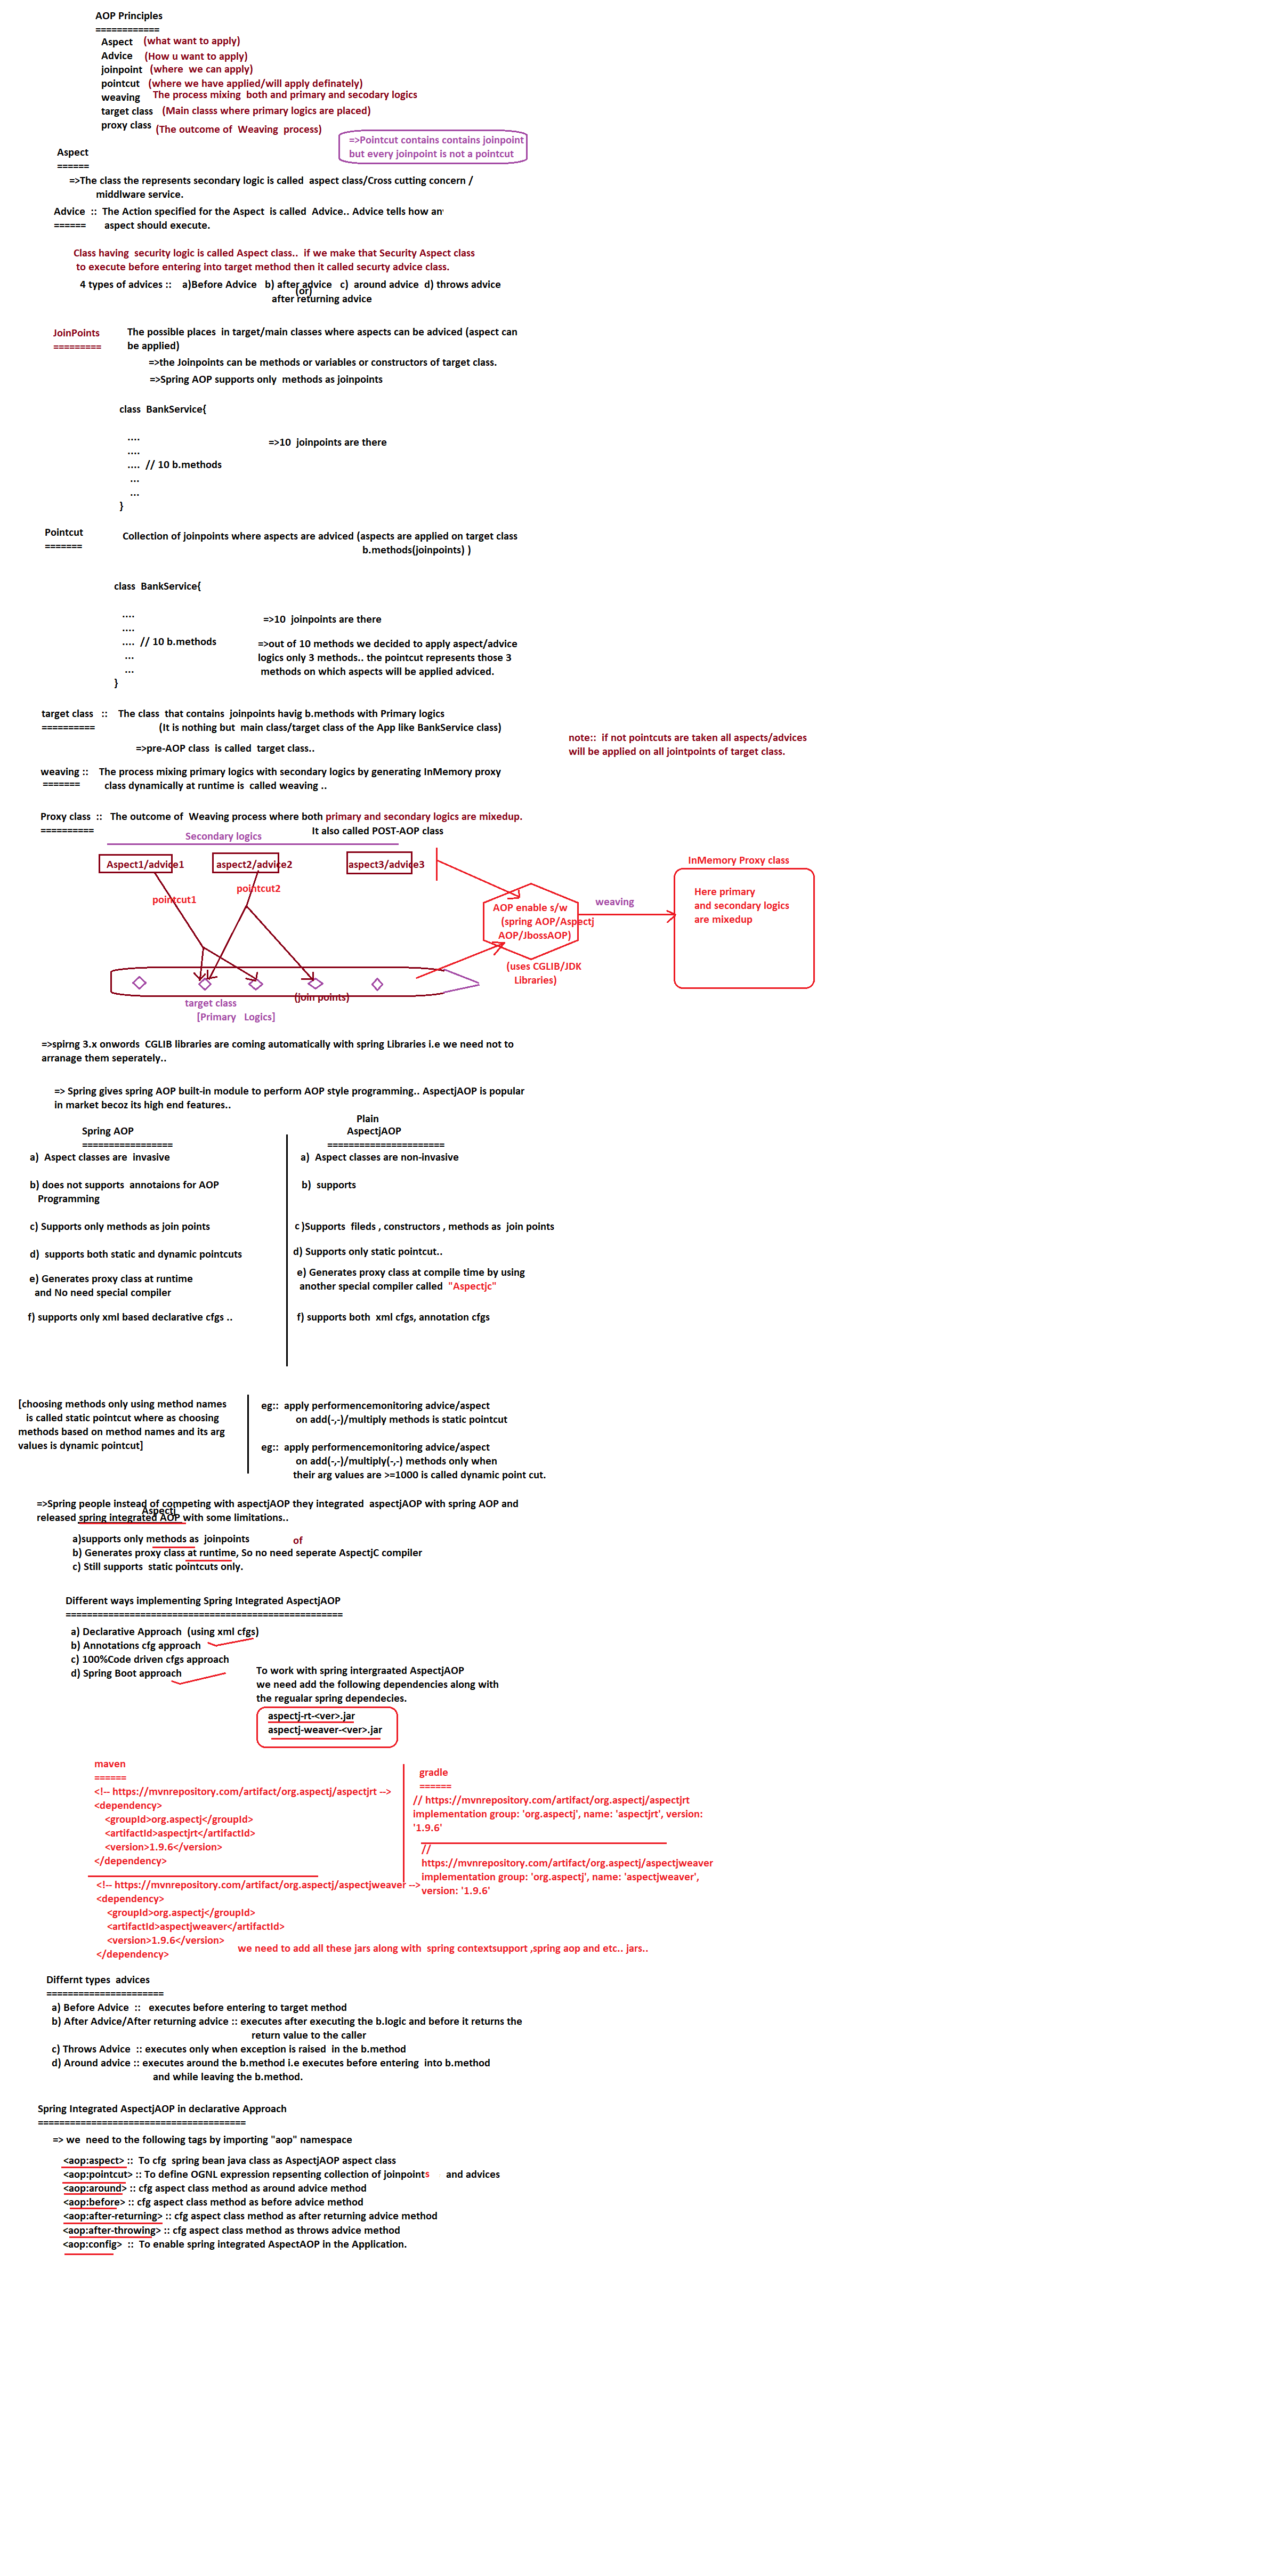 AOP Principles
============
Aspect (what want to apply)
Advice (How u want to apply)
joinpoint (where we can apply)
pointcut (where we have applied/will apply definately)
weaving The process mixing both and primary and secodary logics
target class (Main classs where primary logics are placed)
proxy class (The outcome of Weaving process)
=>Pointcut contains contains joinpoint
but every joinpoint is not a pointcut
Aspect
======
=>The class the represents secondary logic is called aspect class/Cross cutting concern /
middlware service.
Advice :: The Action specified for the Aspect is called Advice.. Advice tells how an
====== aspect should execute.
Class having security logic is called Aspect class.. if we make that Security Aspect class
to execute before entering into target method then it called securty advice class.
4 types of advices :: a)Before Advice b) after advice c) around advice d) throws advice
(or)
after returning advice
JoinPoints The possible places in target/main classes where aspects can be adviced (aspect can
========= be applied)
=>the Joinpoints can be methods or variables or constructors of target class.
=>Spring AOP supports only methods as joinpoints
class BankService{
....
=>10 joinpoints are there
....
.... // 10 b.methods
...
...
}
Pointcut Collection of joinpoints where aspects are adviced (aspects are applied on target class
======= b.methods(joinpoints) )
class BankService{
....
=>10 joinpoints are there
....
.... // 10 b.methods =>out of 10 methods we decided to apply aspect/advice
... logics only 3 methods.. the pointcut represents those 3
... methods on which aspects will be applied adviced.
}
target class :: The class that contains joinpoints havig b.methods with Primary logics
========== (It is nothing but main class/target class of the App like BankService class)
=>pre-AOP class is called target class..
note:: if not pointcuts are taken all aspects/advices
will be applied on all jointpoints of target class.
weaving :: The process mixing primary logics with secondary logics by generating InMemory proxy
======= class dynamically at runtime is called weaving ..
Proxy class :: The outcome of Weaving process where both primary and secondary logics are mixedup.
========== It also called POST-AOP class
Secondary logics
Aspect1/advice1 aspect2/advice2 aspect3/advice3
pointcut1 pointcut2
AOP enable s/w
(spring AOP/Aspectj
AOP/JbossAOP)
(uses CGLIB/JDK
Libraries)
weaving
InMemory Proxy class
Here primary
and secondary logics
are mixedup
target class (join points)
[Primary Logics]
=>spirng 3.x onwords CGLIB libraries are coming automatically with spring Libraries i.e we need not to
arranage them seperately..
=> Spring gives spring AOP built-in module to perform AOP style programming.. AspectjAOP is popular
in market becoz its high end features..
Plain
Spring AOP AspectjAOP
================= ======================
a) Aspect classes are invasive a) Aspect classes are non-invasive
b) does not supports annotaions for AOP b) supports
Programming
c) Supports only methods as join points c )Supports fileds , constructors , methods as join points
d) supports both static and dynamic pointcuts d) Supports only static pointcut..
e) Generates proxy class at runtime e) Generates proxy class at compile time by using
and No need special compiler another special compiler called "Aspectjc"
f) supports only xml based declarative cfgs .. f) supports both xml cfgs, annotation cfgs
[choosing methods only using method names
is called static pointcut where as choosing
methods based on method names and its arg
values is dynamic pointcut]
eg:: apply performencemonitoring advice/aspect
on add(-,-)/multiply methods is static pointcut
eg:: apply performencemonitoring advice/aspect
on add(-,-)/multiply(-,-) methods only when
their arg values are >=1000 is called dynamic point cut.
=>Spring people instead of competing with aspectjAOP they integrated aspectjAOP with spring AOP and
Aspectj
released spring integrated AOP with some limitations..
a)supports only methods as joinpoints of
b) Generates proxy class at runtime, So no need seperate AspectjC compiler
c) Still supports static pointcuts only.
Different ways implementing Spring Integrated AspectjAOP
====================================================
a) Declarative Approach (using xml cfgs)
b) Annotations cfg approach
c) 100%Code driven cfgs approach
d) Spring Boot approach
To work with spring intergraated AspectjAOP
we need add the following dependencies along with
the regualar spring dependecies.
aspectj-rt-<ver>.jar
aspectj-weaver-<ver>.jar
maven
======
<!-- https://mvnrepository.com/artifact/org.aspectj/aspectjrt -->
<dependency>
<groupId>org.aspectj</groupId>
<artifactId>aspectjrt</artifactId>
<version>1.9.6</version>
</dependency>
<!-- https://mvnrepository.com/artifact/org.aspectj/aspectjweaver -->
<dependency>
<groupId>org.aspectj</groupId>
<artifactId>aspectjweaver</artifactId>
<version>1.9.6</version>
</dependency>
gradle
======
// https://mvnrepository.com/artifact/org.aspectj/aspectjrt
implementation group: 'org.aspectj', name: 'aspectjrt', version:
'1.9.6'
//
https://mvnrepository.com/artifact/org.aspectj/aspectjweaver
implementation group: 'org.aspectj', name: 'aspectjweaver',
version: '1.9.6'
we need to add all these jars along with spring contextsupport ,spring aop and etc.. jars..
Differnt types advices
======================
a) Before Advice :: executes before entering to target method
b) After Advice/After returning advice :: executes after executing the b.logic and before it returns the
return value to the caller
c) Throws Advice :: executes only when exception is raised in the b.method
d) Around advice :: executes around the b.method i.e executes before entering into b.method
and while leaving the b.method.
Spring Integrated AspectjAOP in declarative Approach
=======================================
=> we need to the following tags by importing "aop" namespace
<aop:aspect> :: To cfg spring bean java class as AspectjAOP aspect class
<aop:pointcut> :: To define OGNL expression repsenting collection of joinpoints and advices
<aop:around> :: cfg aspect class method as around advice method
<aop:before> :: cfg aspect class method as before advice method
<aop:after-returning> :: cfg aspect class method as after returning advice method
<aop:after-throwing> :: cfg aspect class method as throws advice method
<aop:config> :: To enable spring integrated AspectAOP in the Application.